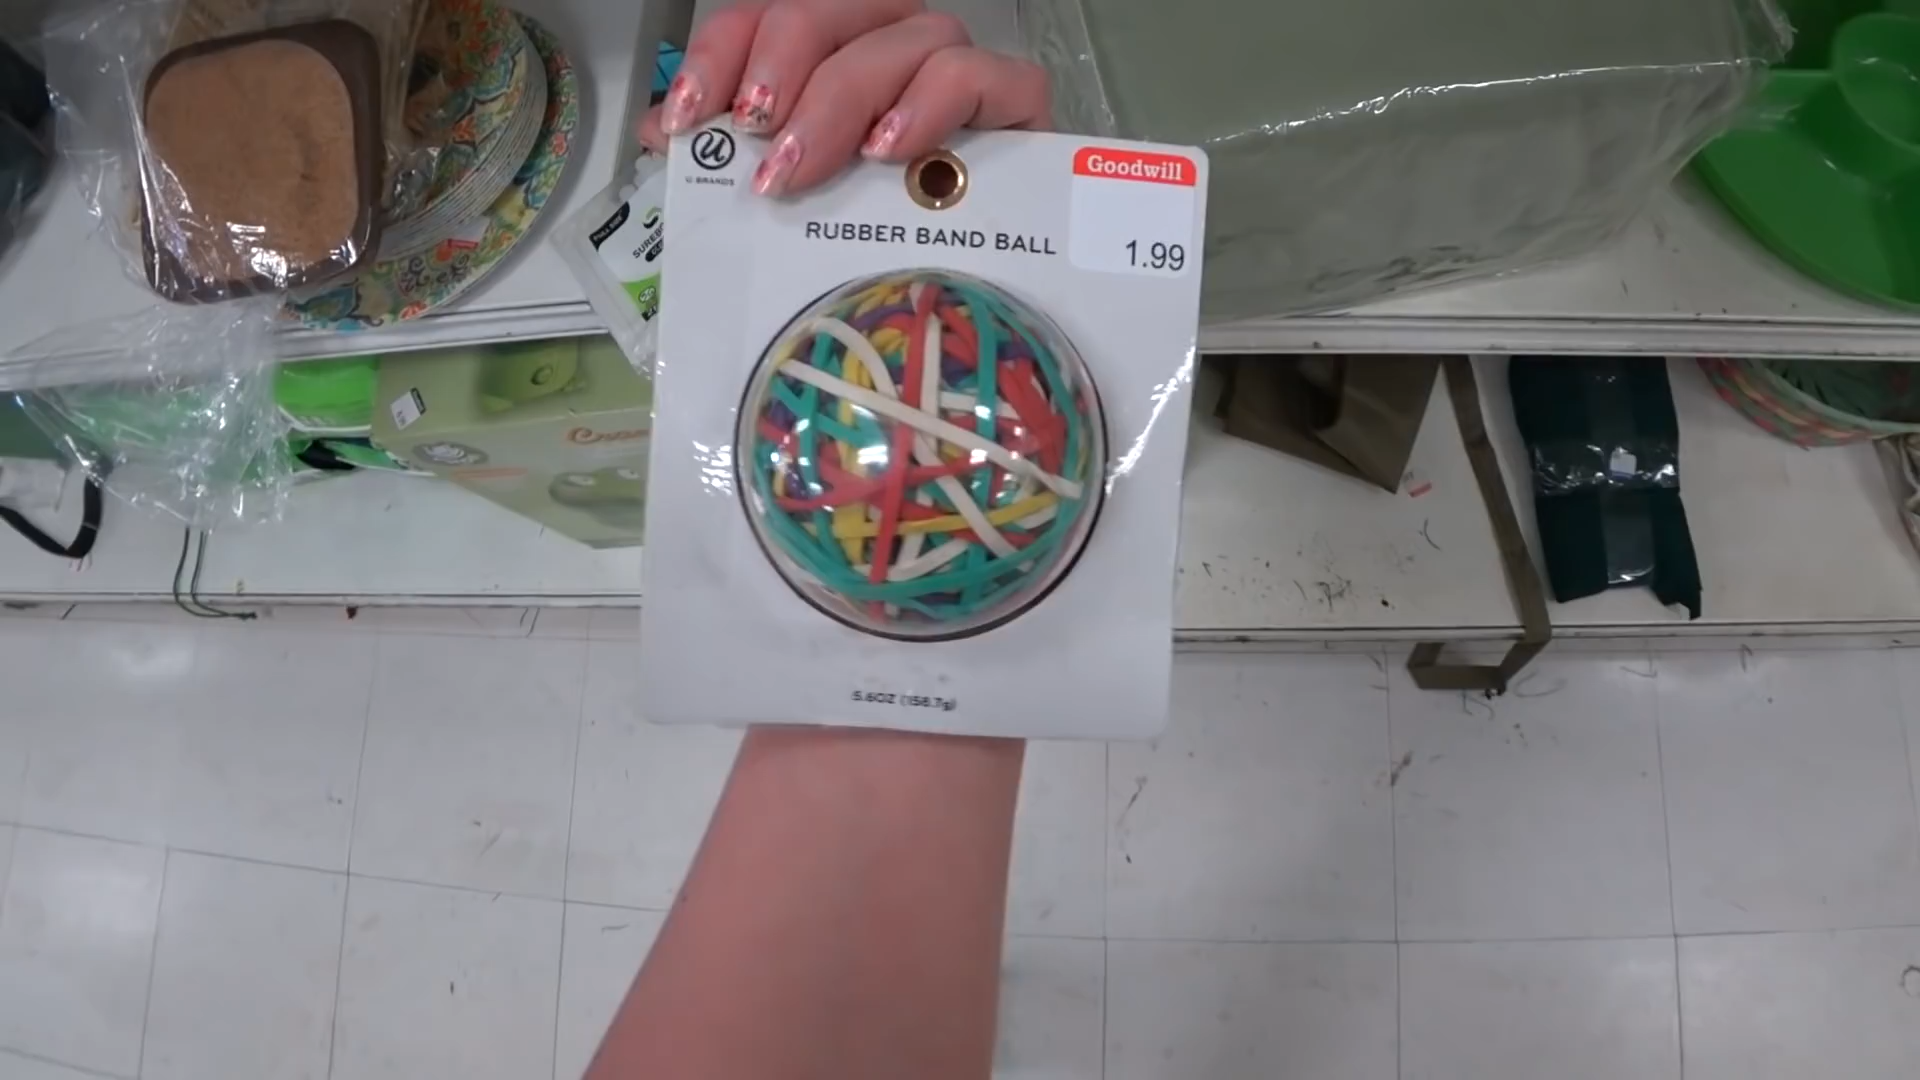 U BRANDS
Goodwill
RUBBER BAND BALL
1.99
5.6OZ (158.7g)